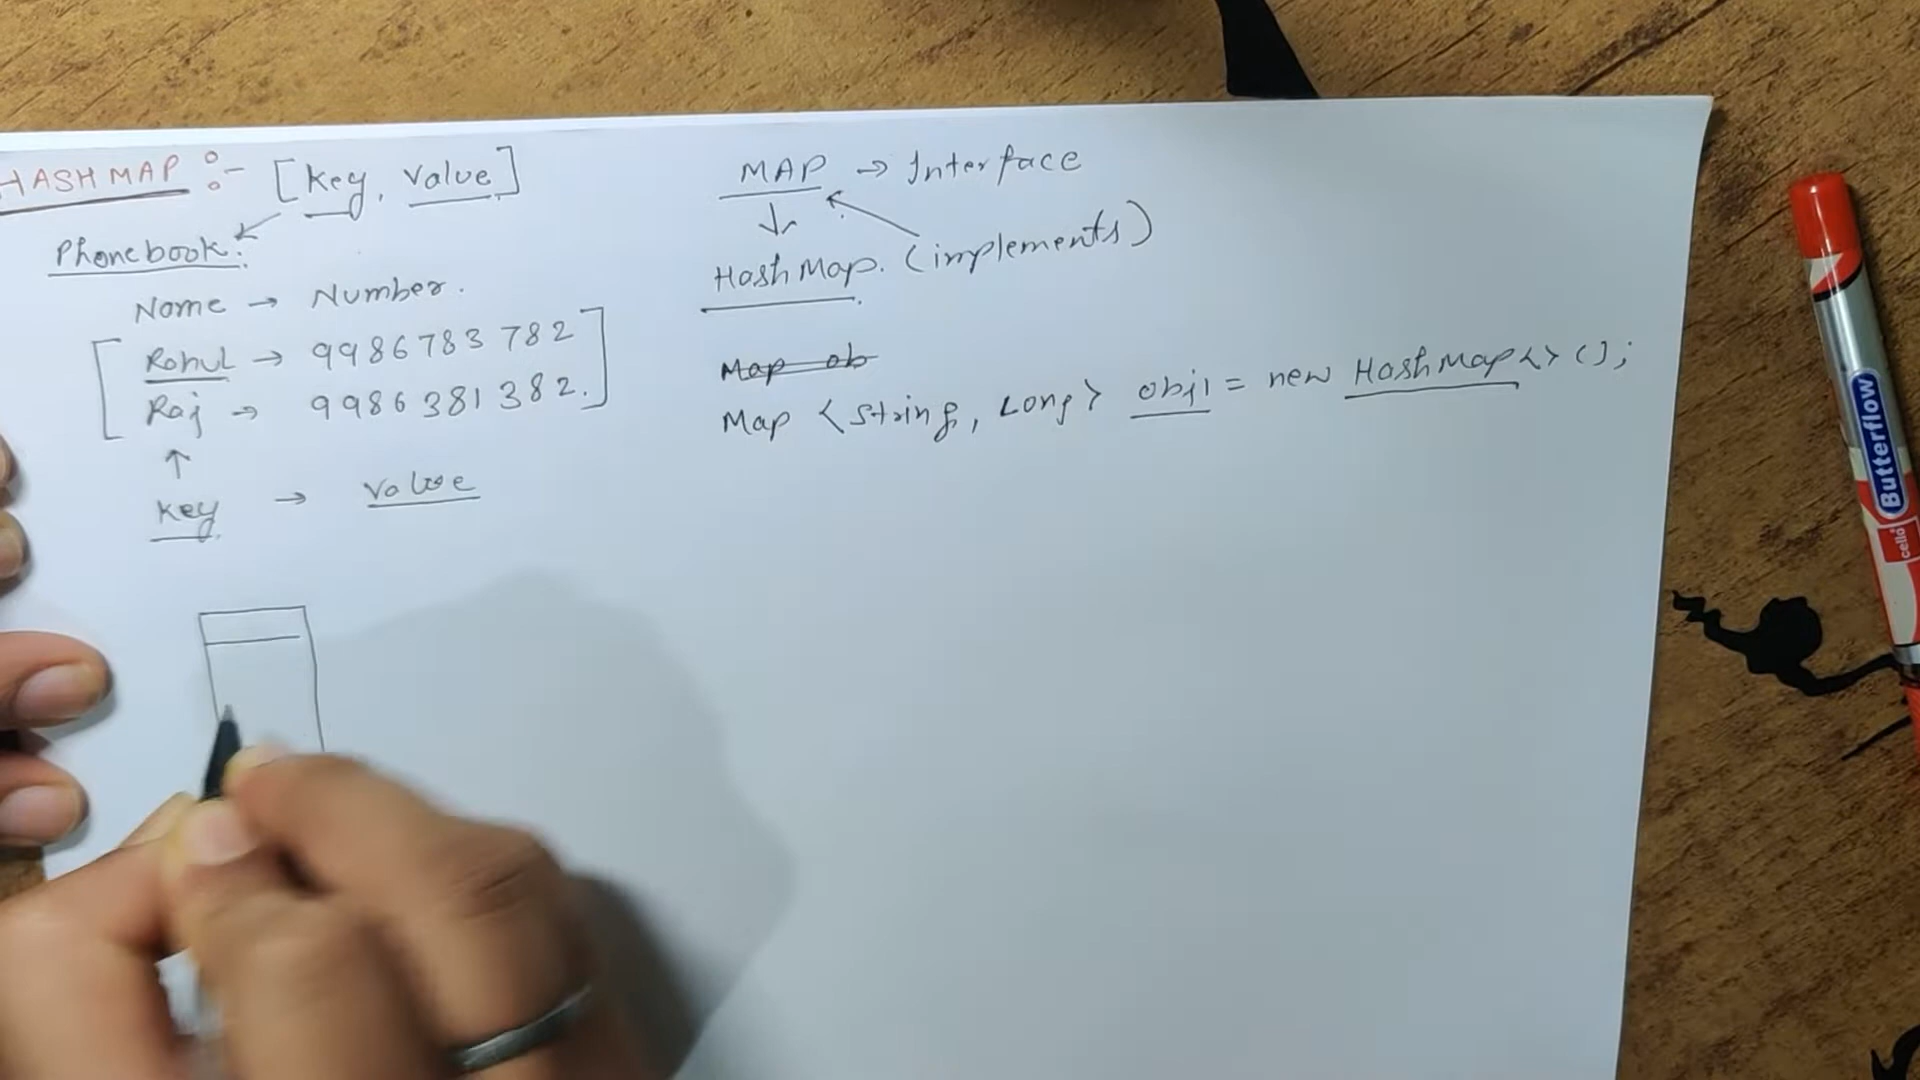 HASHMAP :- [Key, Value]
Phonebook:
Name → Number.
Rahul → 9986783782
Raj → 9986381382.
↑
Key → Value
MAP → Interface
↓
HashMap. (implements)
Map ob
Map <String, Long> obj1 = new HashMap<>();
Butterflow
cello